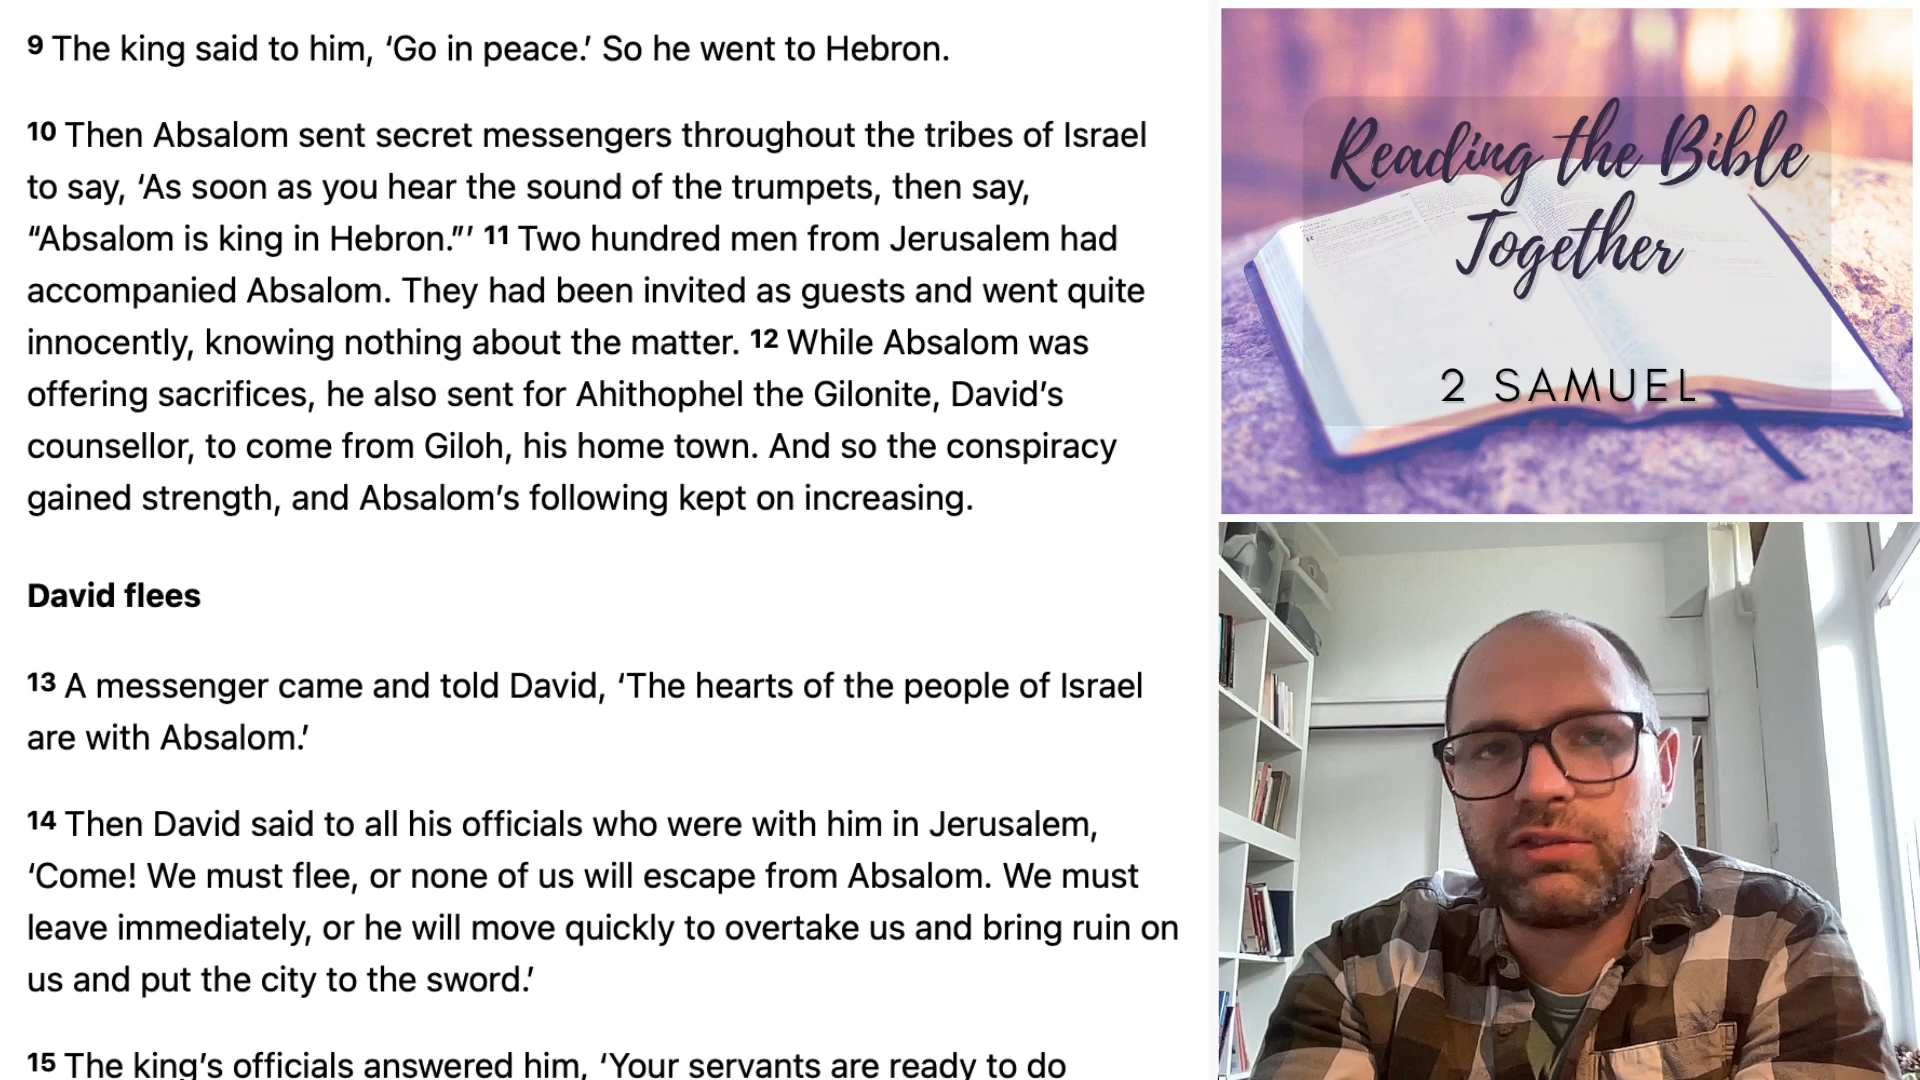 9 The king said to him, ‘Go in peace.’ So he went to Hebron.
10 Then Absalom sent secret messengers throughout the tribes of Israel
to say, ‘As soon as you hear the sound of the trumpets, then say,
“Absalom is king in Hebron.”’ 11 Two hundred men from Jerusalem had
accompanied Absalom. They had been invited as guests and went quite
innocently, knowing nothing about the matter. 12 While Absalom was
offering sacrifices, he also sent for Ahithophel the Gilonite, David’s
counsellor, to come from Giloh, his home town. And so the conspiracy
gained strength, and Absalom’s following kept on increasing.
David flees
13 A messenger came and told David, ‘The hearts of the people of Israel
are with Absalom.’
14 Then David said to all his officials who were with him in Jerusalem,
‘Come! We must flee, or none of us will escape from Absalom. We must
leave immediately, or he will move quickly to overtake us and bring ruin on
us and put the city to the sword.’
15 The king’s officials answered him, ‘Your servants are ready to do
Reading the Bible
Together
2 SAMUEL